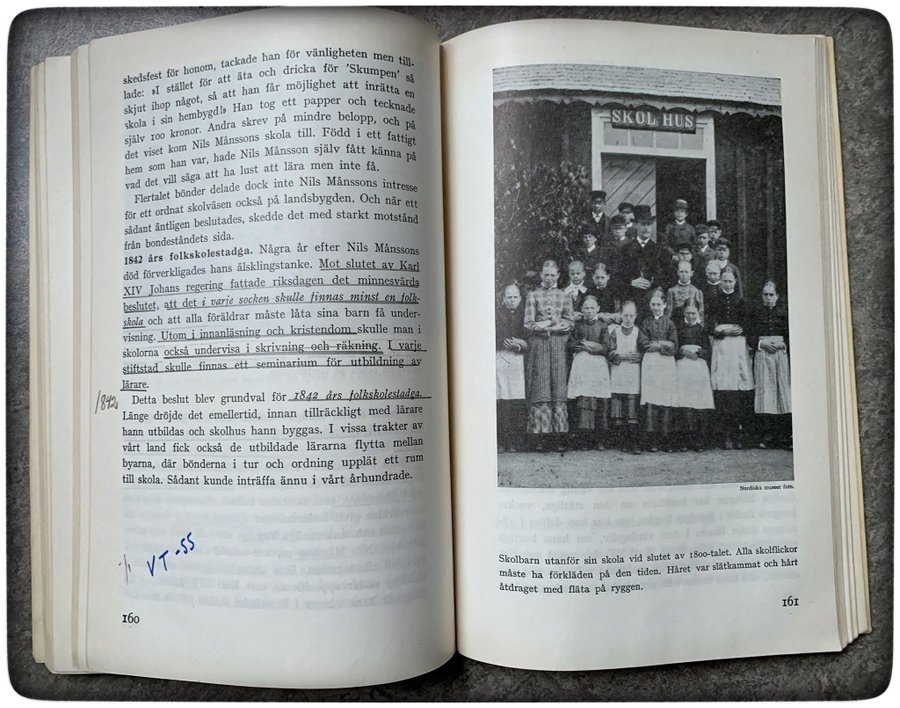 skedsfest för honom, tackade han för vänligheten men till-
lade: »I stället för att äta och dricka för 'Skumpen' så
skjut ihop något, så att han får möjlighet att inrätta en
skola i sin hembygd!» Han tog ett papper och tecknade
själv 100 kronor. Andra skrev på mindre belopp, och på
det viset kom Nils Månssons skola till. Född i ett fattigt
hem som han var, hade Nils Månsson själv fått känna på
vad det vill säga att ha lust att lära men inte få.
Flertalet bönder delade dock inte Nils Månssons intresse
för ett ordnat skolväsen också på landsbygden. Och när ett
sådant äntligen beslutades, skedde det med starkt motstånd
från bondeståndets sida.
1842 års folkskolestadga. Några år efter Nils Månssons
död förverkligades hans älsklingstanke. Mot slutet av Karl
XIV Johans regering fattade riksdagen det minnesvärda
beslutet, att det i varje socken skulle finnas minst en folk-
skola och att alla föräldrar måste låta sina barn få under-
visning. Utom i innanläsning och kristendom skulle man i
skolorna också undervisa i skrivning och räkning. I varje
stiftstad skulle finnas ett seminarium för utbildning av
lärare.
Detta beslut blev grundval för 1842 års folkskolestadga.
1842
Länge dröjde det emellertid, innan tillräckligt med lärare
hann utbildas och skolhus hann byggas. I vissa trakter av
vårt land fick också de utbildade lärarna flytta mellan
byarna, där bönderna i tur och ordning upplät ett rum
till skola. Sådant kunde inträffa ännu i vårt århundrade.
VT-55
160
SKOLHUS
Nordiska museet foto.
Skolbarn utanför sin skola vid slutet av 1800-talet. Alla skolflickor
måste ha förkläden på den tiden. Håret var slätkammat och hårt
åtdraget med fläta på ryggen.
161